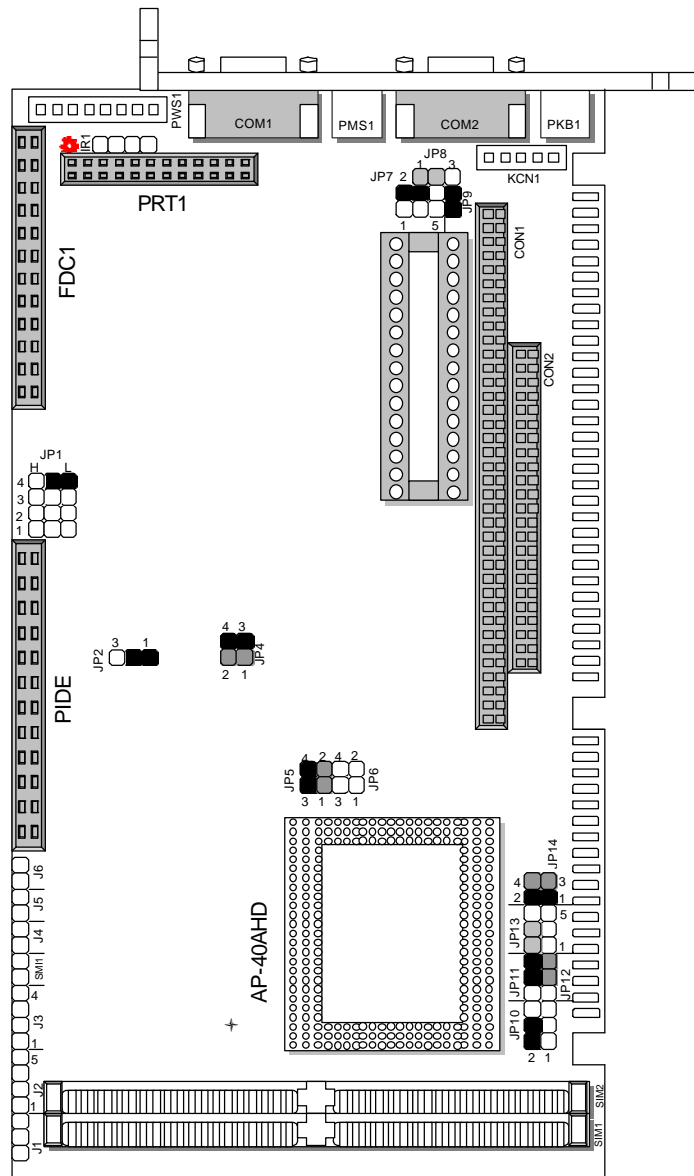 PWS1
COM1
PMS1
COM2
PKB1
IR1
JP8
1 3
JP7 2
JP9
KCN1
PRT1
1 5
FDC1
CON1
CON2
JP1
H L
4
3
2
1
PIDE
JP2
3 1
4 3
JP4
2 1
4 2 4 2
JP5
JP6
3 1 3 1
AP-40AHD
JP14
4 3
2 1
5
JP13
1
JP11
JP12
JP10
2 1
J6
J5
J4
SMI1
4
J3
1
5
J2
1
J1
SIM2
SIM1